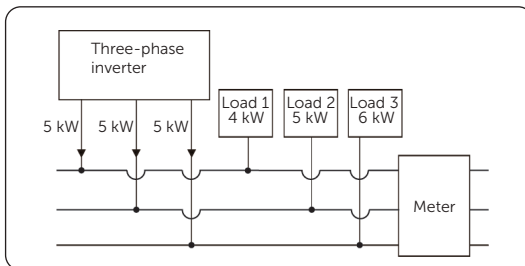 Three-phase
inverter
Load 1
4 kW
Load 2
5 kW
Load 3
6 kW
5 kW
5 kW
5 kW
Meter